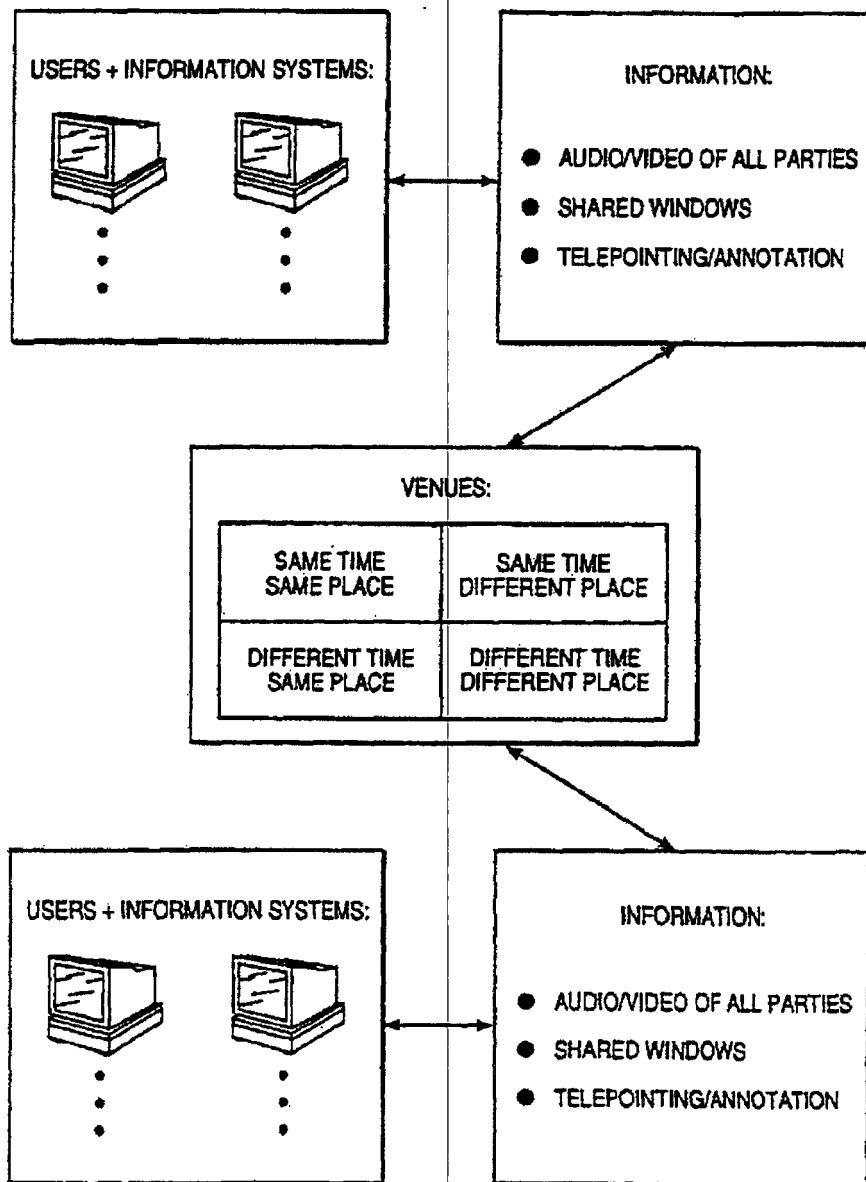 USERS + INFORMATION SYSTEMS:
INFORMATION:
● AUDIO/VIDEO OF ALL PARTIES
● SHARED WINDOWS
● TELEPOINTING/ANNOTATION
VENUES:
SAME TIME
SAME PLACE
SAME TIME
DIFFERENT PLACE
DIFFERENT TIME
SAME PLACE
DIFFERENT TIME
DIFFERENT PLACE
USERS + INFORMATION SYSTEMS:
INFORMATION:
● AUDIO/VIDEO OF ALL PARTIES
● SHARED WINDOWS
● TELEPOINTING/ANNOTATION